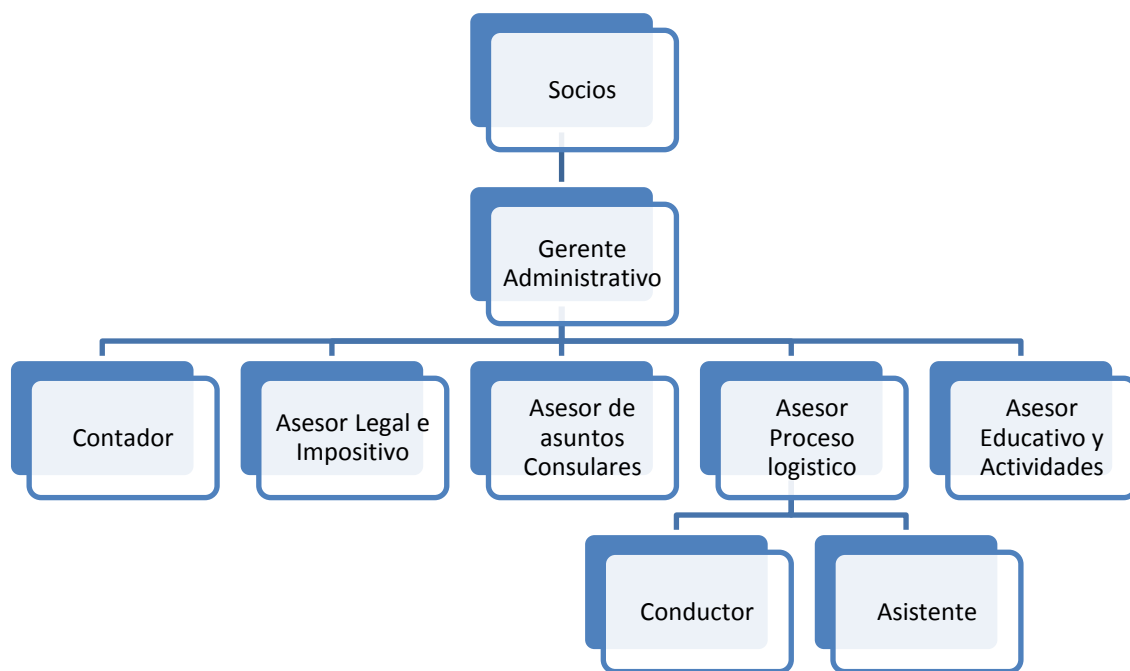 Socios
Gerente
Administrativo
Contador
Asesor Legal e
Impositivo
Asesor de
asuntos
Consulares
Asesor
Proceso
logistico
Asesor
Educativo y
Actividades
Conductor
Asistente